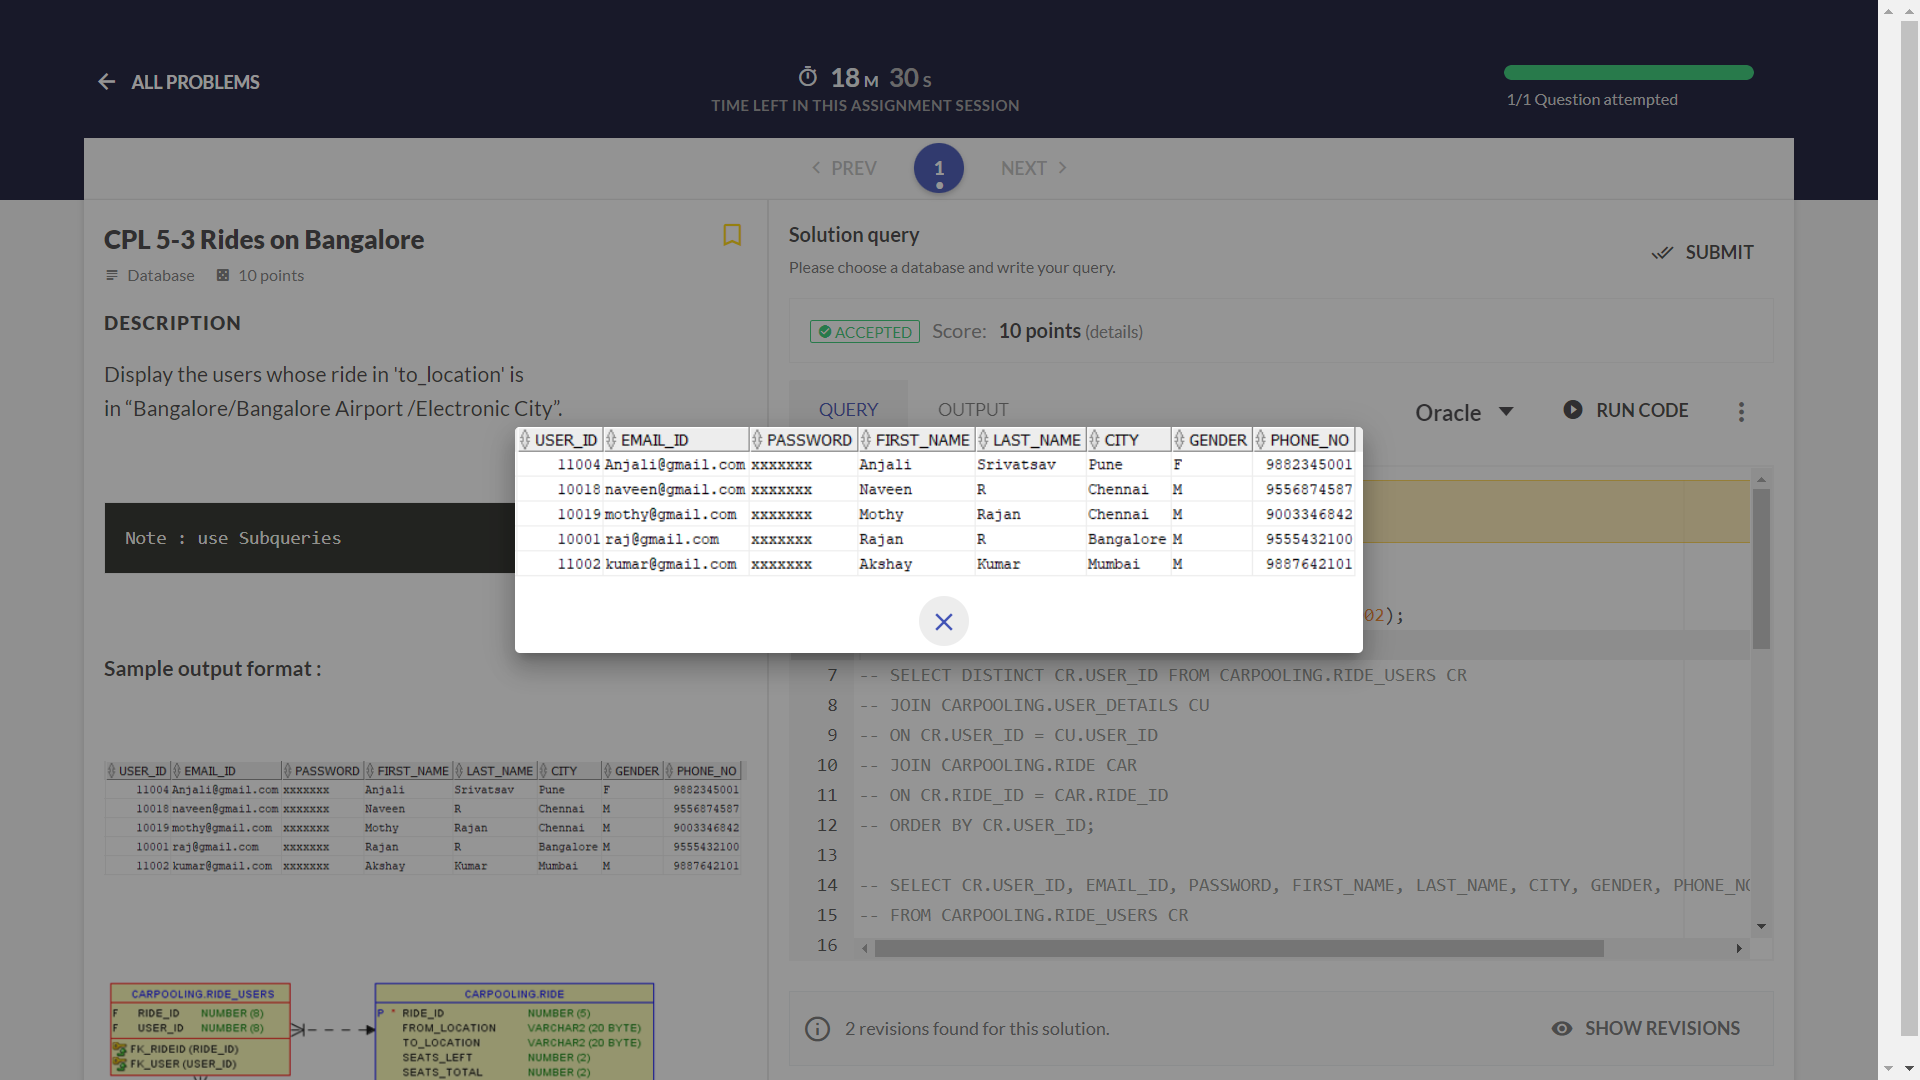 ALL PROBLEMS
18 M 30 S
TIME LEFT IN THIS ASSIGNMENT SESSION
1/1 Question attempted
PREV
1
NEXT
CPL 5-3 Rides on Bangalore
Database 10 points
DESCRIPTION
Display the users whose ride in 'to_location' is
in “Bangalore/Bangalore Airport /Electronic City”.
Note : use Subqueries
Sample output format :
USER_ID EMAIL_ID PASSWORD FIRST_NAME LAST_NAME CITY GENDER PHONE_NO
11004 Anjali@gmail.com xxxxxxx Anjali Srivatsav Pune F 9882345001
10018 naveen@gmail.com xxxxxxx Naveen R Chennai M 9556874587
10019 mothy@gmail.com xxxxxxx Mothy Rajan Chennai M 9003346842
10001 raj@gmail.com xxxxxxx Rajan R Bangalore M 9555432100
11002 kumar@gmail.com xxxxxxx Akshay Kumar Mumbai M 9887642101
CARPOOLING.RIDE_USERS
F RIDE_ID NUMBER (8)
F USER_ID NUMBER (8)
FK_RIDEID (RIDE_ID)
FK_USER (USER_ID)
CARPOOLING.RIDE
P * RIDE_ID NUMBER (5)
FROM_LOCATION VARCHAR2 (20 BYTE)
TO_LOCATION VARCHAR2 (20 BYTE)
SEATS_LEFT NUMBER (2)
SEATS_TOTAL NUMBER (2)
Solution query
Please choose a database and write your query.
SUBMIT
ACCEPTED Score: 10 points (details)
QUERY OUTPUT
Oracle
RUN CODE
USER_ID EMAIL_ID PASSWORD FIRST_NAME LAST_NAME CITY GENDER PHONE_NO
11004 Anjali@gmail.com xxxxxxx Anjali Srivatsav Pune F 9882345001
10018 naveen@gmail.com xxxxxxx Naveen R Chennai M 9556874587
10019 mothy@gmail.com xxxxxxx Mothy Rajan Chennai M 9003346842
10001 raj@gmail.com xxxxxxx Rajan R Bangalore M 9555432100
11002 kumar@gmail.com xxxxxxx Akshay Kumar Mumbai M 9887642101
02);
7 -- SELECT DISTINCT CR.USER_ID FROM CARPOOLING.RIDE_USERS CR
8 -- JOIN CARPOOLING.USER_DETAILS CU
9 -- ON CR.USER_ID = CU.USER_ID
10 -- JOIN CARPOOLING.RIDE CAR
11 -- ON CR.RIDE_ID = CAR.RIDE_ID
12 -- ORDER BY CR.USER_ID;
13
14 -- SELECT CR.USER_ID, EMAIL_ID, PASSWORD, FIRST_NAME, LAST_NAME, CITY, GENDER, PHONE_NO
15 -- FROM CARPOOLING.RIDE_USERS CR
16
2 revisions found for this solution.
SHOW REVISIONS